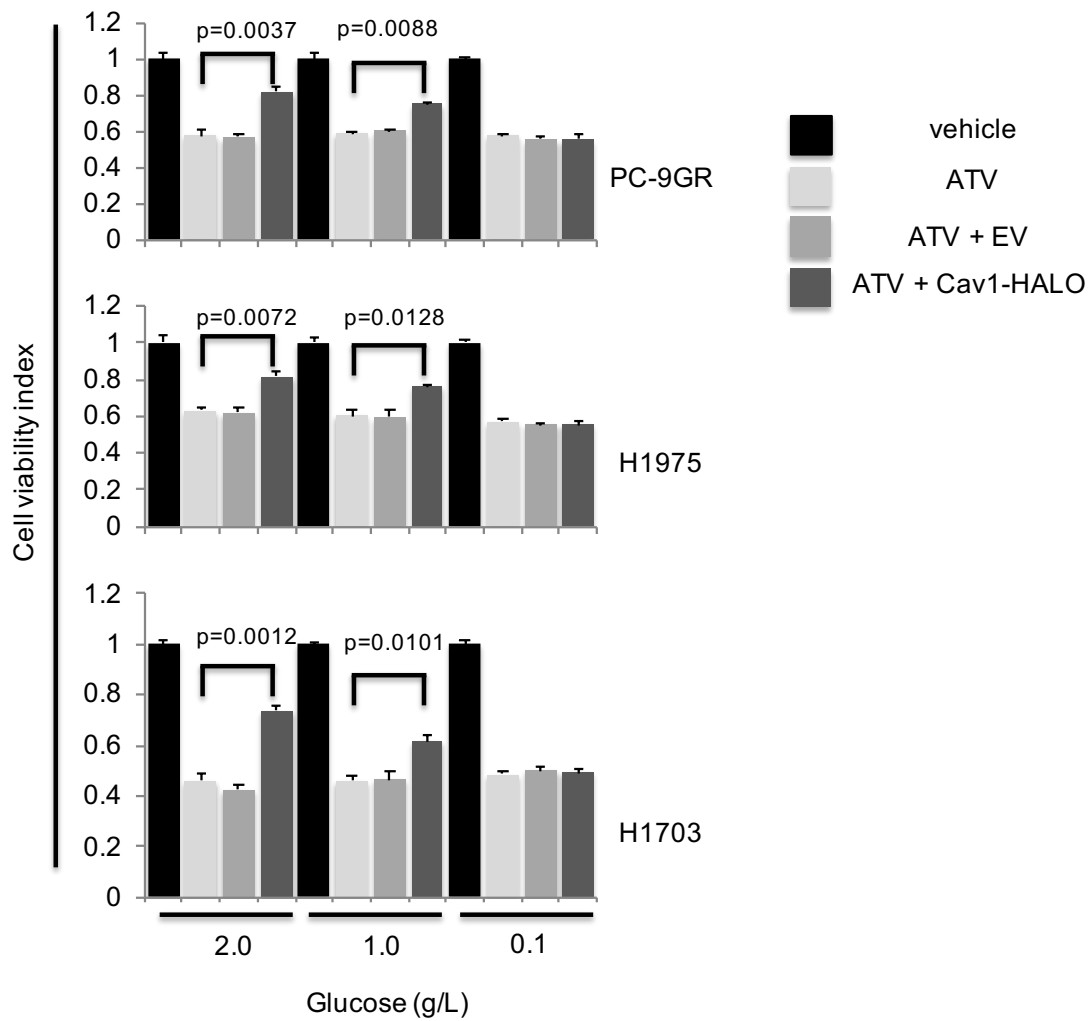 1.2
1
0.8
0.6
0.4
0.2
0
p=0.0037
p=0.0088
PC-9GR
vehicle
ATV
ATV + EV
ATV + Cav1-HALO
Cell viability index
1.2
1
0.8
0.6
0.4
0.2
0
p=0.0072
p=0.0128
H1975
1.2
1
0.8
0.6
0.4
0.2
0
p=0.0012
p=0.0101
H1703
2.0
1.0
0.1
Glucose (g/L)